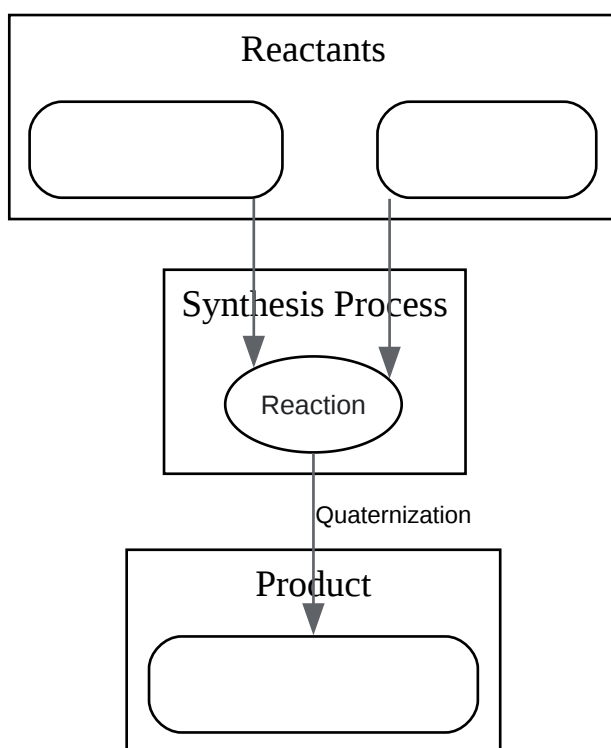 Reactants
Synthesis Process
Reaction
Quaternization
Product